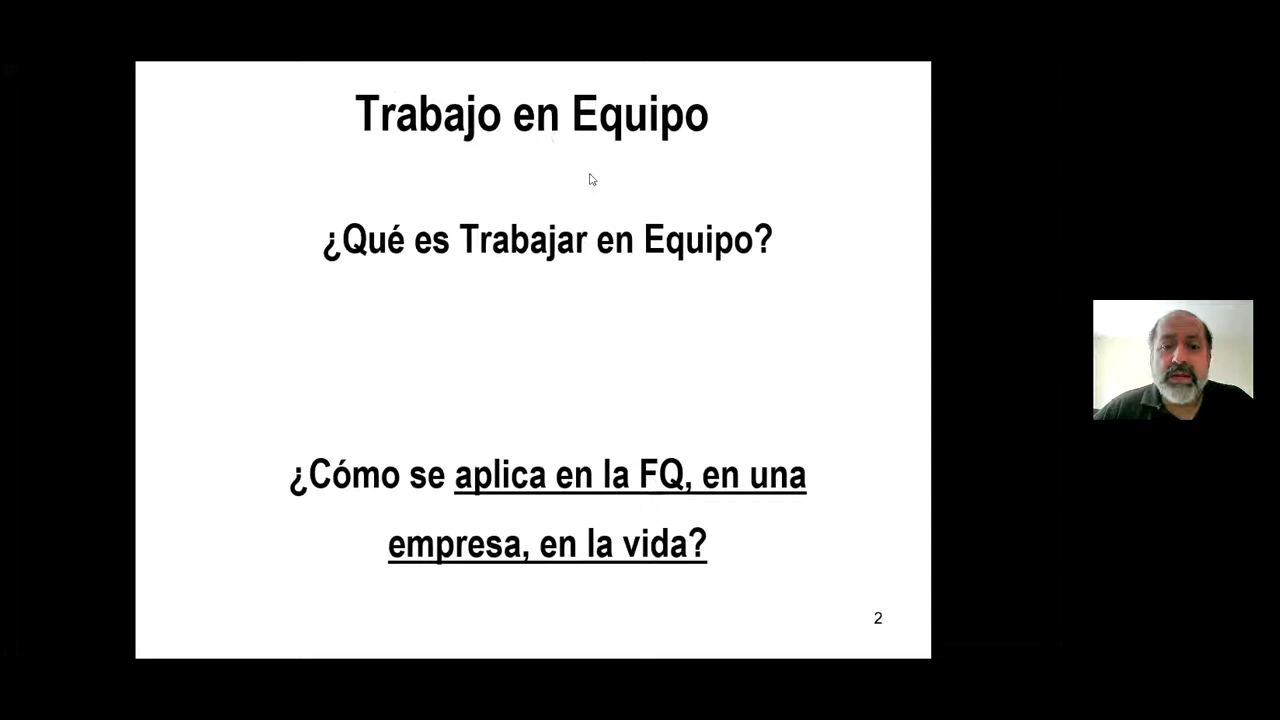 Trabajo en Equipo
¿Qué es Trabajar en Equipo?
¿Cómo se aplica en la FQ, en una
empresa, en la vida?
2